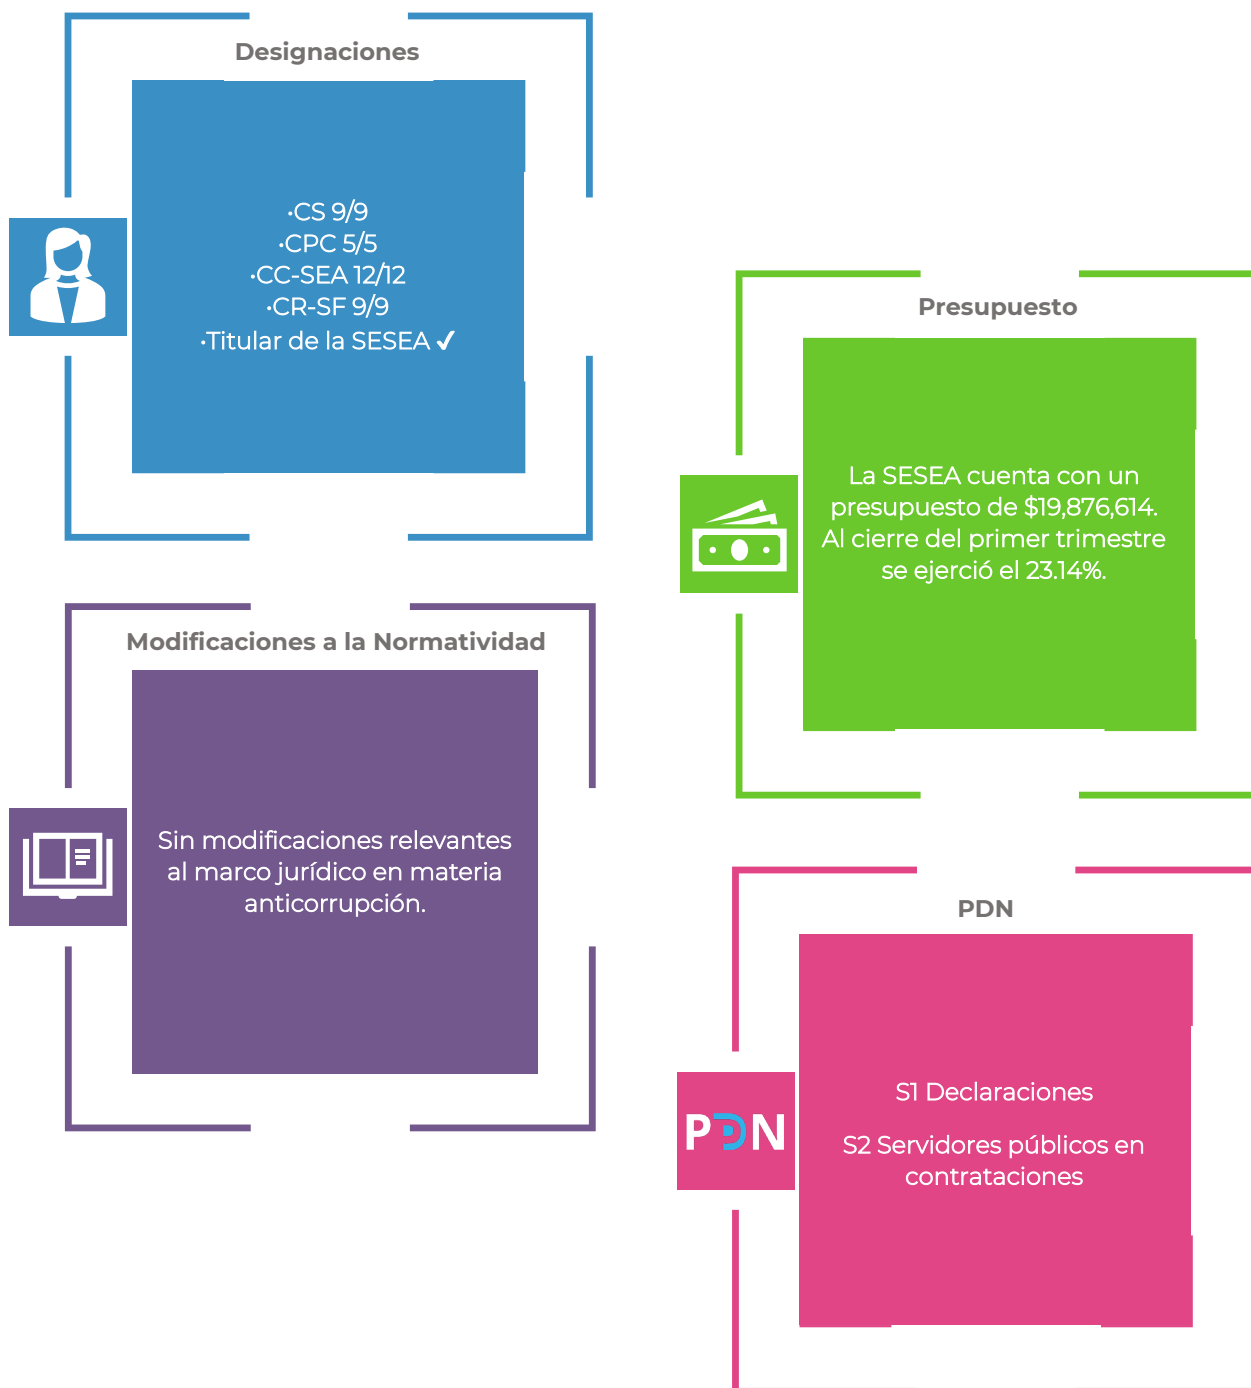 Designaciones
·CS 9/9
·CPC 5/5
·CC-SEA 12/12
·CR-SF 9/9
·Titular de la SESEA ✔
Presupuesto
La SESEA cuenta con un
presupuesto de $19,876,614.
Al cierre del primer trimestre
se ejerció el 23.14%.
Modificaciones a la Normatividad
Sin modificaciones relevantes
al marco jurídico en materia
anticorrupción.
PDN
PDN
S1 Declaraciones
S2 Servidores públicos en
contrataciones